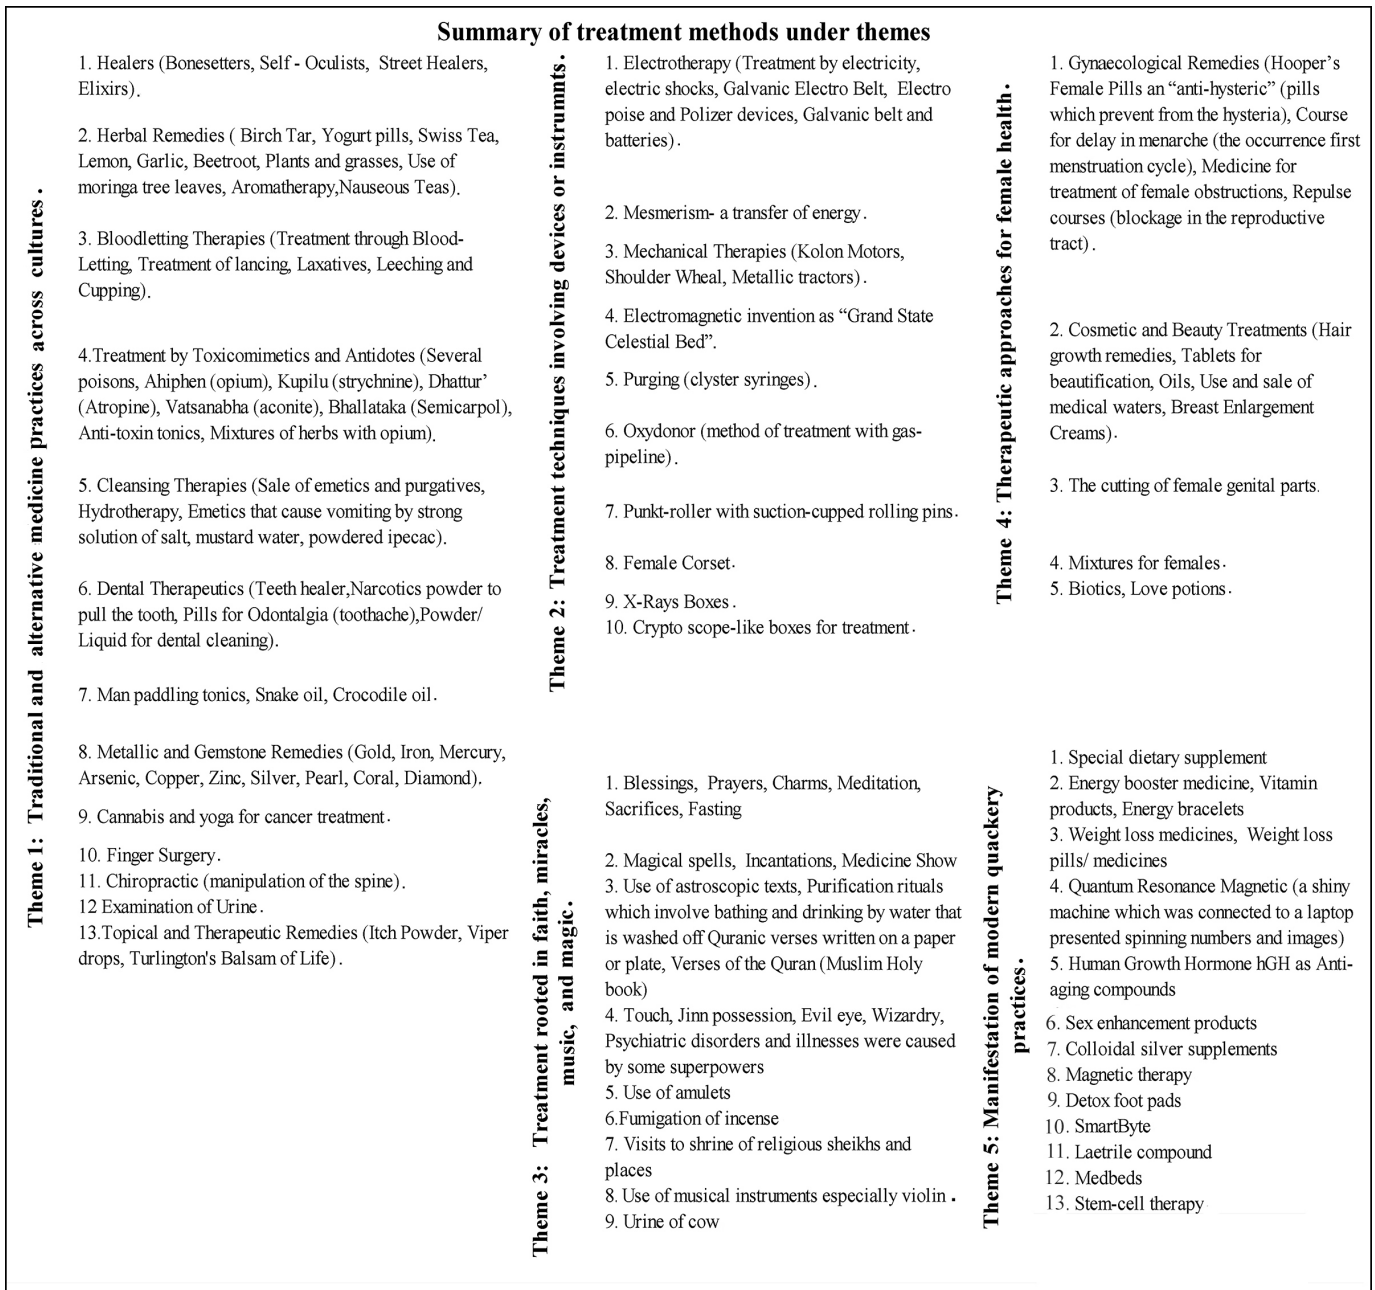 Summary of treatment methods under themes
Theme 1: Traditional and alternative medicine practices across cultures.
1. Healers (Bonesetters, Self - Oculists, Street Healers,
Elixirs).
2. Herbal Remedies ( Birch Tar, Yogurt pills, Swiss Tea,
Lemon, Garlic, Beetroot, Plants and grasses, Use of
moringa tree leaves, Aromatherapy,Nauseous Teas).
3. Bloodletting Therapies (Treatment through Blood-
Letting, Treatment of lancing, Laxatives, Leeching and
Cupping).
4.Treatment by Toxicomimetics and Antidotes (Several
poisons, Ahiphen (opium), Kupilu (strychnine), Dhattur’
(Atropine), Vatsanabha (aconite), Bhallataka (Semicarpol),
Anti-toxin tonics, Mixtures of herbs with opium).
5. Cleansing Therapies (Sale of emetics and purgatives,
Hydrotherapy, Emetics that cause vomiting by strong
solution of salt, mustard water, powdered ipecac).
6. Dental Therapeutics (Teeth healer,Narcotics powder to
pull the tooth, Pills for Odontalgia (toothache),Powder/
Liquid for dental cleaning).
7. Man paddling tonics, Snake oil, Crocodile oil.
8. Metallic and Gemstone Remedies (Gold, Iron, Mercury,
Arsenic, Copper, Zinc, Silver, Pearl, Coral, Diamond).
9. Cannabis and yoga for cancer treatment.
10. Finger Surgery.
11. Chiropractic (manipulation of the spine).
12 Examination of Urine.
13.Topical and Therapeutic Remedies (Itch Powder, Viper
drops, Turlington's Balsam of Life).
Theme 2: Treatment techniques involving devices or instrumnts.
1. Electrotherapy (Treatment by electricity,
electric shocks, Galvanic Electro Belt, Electro
poise and Polizer devices, Galvanic belt and
batteries).
2. Mesmerism- a transfer of energy.
3. Mechanical Therapies (Kolon Motors,
Shoulder Wheal, Metallic tractors).
4. Electromagnetic invention as “Grand State
Celestial Bed”.
5. Purging (clyster syringes).
6. Oxydonor (method of treatment with gas-
pipeline).
7. Punkt-roller with suction-cupped rolling pins.
8. Female Corset.
9. X-Rays Boxes.
10. Crypto scope-like boxes for treatment.
Theme 3: Treatment rooted in faith, miracles,
music, and magic.
1. Blessings, Prayers, Charms, Meditation,
Sacrifices, Fasting
2. Magical spells, Incantations, Medicine Show
3. Use of astroscopic texts, Purification rituals
which involve bathing and drinking by water that
is washed off Quranic verses written on a paper
or plate, Verses of the Quran (Muslim Holy
book)
4. Touch, Jinn possession, Evil eye, Wizardry,
Psychiatric disorders and illnesses were caused
by some superpowers
5. Use of amulets
6.Fumigation of incense
7. Visits to shrine of religious sheikhs and
places
8. Use of musical instruments especially violin.
9. Urine of cow
Theme 4: Therapeutic approaches for female health.
1. Gynaecological Remedies (Hooper’s
Female Pills an “anti-hysteric” (pills
which prevent from the hysteria), Course
for delay in menarche (the occurrence first
menstruation cycle), Medicine for
treatment of female obstructions, Repulse
courses (blockage in the reproductive
tract).
2. Cosmetic and Beauty Treatments (Hair
growth remedies, Tablets for
beautification, Oils, Use and sale of
medical waters, Breast Enlargement
Creams).
3. The cutting of female genital parts.
4. Mixtures for females.
5. Biotics, Love potions.
Theme 5: Manifestation of modern quackery
practices.
1. Special dietary supplement
2. Energy booster medicine, Vitamin
products, Energy bracelets
3. Weight loss medicines, Weight loss
pills/ medicines
4. Quantum Resonance Magnetic (a shiny
machine which was connected to a laptop
presented spinning numbers and images)
5. Human Growth Hormone hGH as Anti-
aging compounds
6. Sex enhancement products
7. Colloidal silver supplements
8. Magnetic therapy
9. Detox foot pads
10. SmartByte
11. Laetrile compound
12. Medbeds
13. Stem-cell therapy